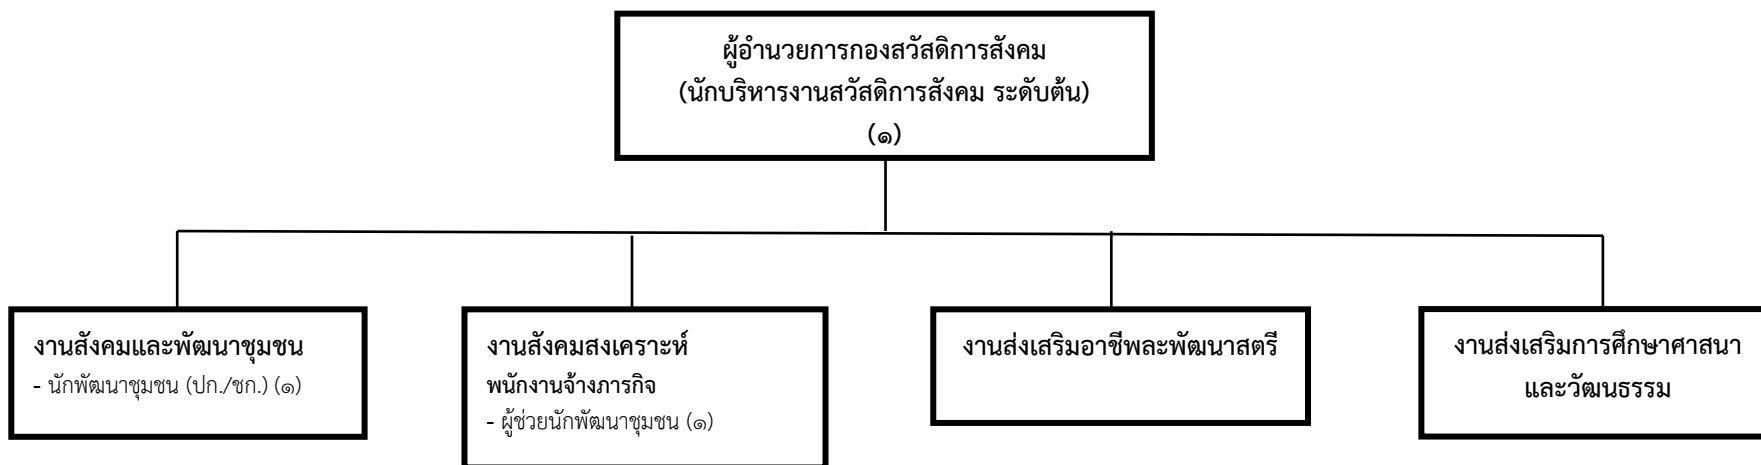 ผู้อำนวยการกองสวัสดิการสังคม
(นักบริหารงานสวัสดิการสังคม ระดับต้น)
(๑)
งานสังคมและพัฒนาชุมชน
- นักพัฒนาชุมชน (ปก./ชก.) (๑)
งานสังคมสงเคราะห์
พนักงานจ้างภารกิจ
- ผู้ช่วยนักพัฒนาชุมชน (๑)
งานส่งเสริมอาชีพละพัฒนาสตรี
งานส่งเสริมการศึกษาศาสนา
และวัฒนธรรม